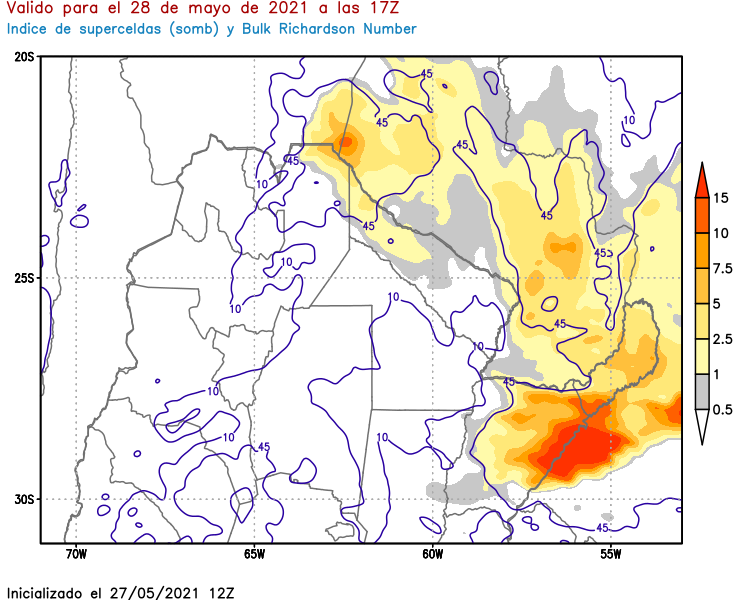 Valido para el 28 de mayo de 2021 a las 17Z
Indice de superceldas (somb) y Bulk Richardson Number
20S
25S
30S
70W
65W
60W
55W
45
45
45
10
45
10
45
45
45
10
10
10
45
10
45
10
10
45
10
45
15
10
7.5
5
2.5
1
0.5
Inicializado el 27/05/2021 12Z